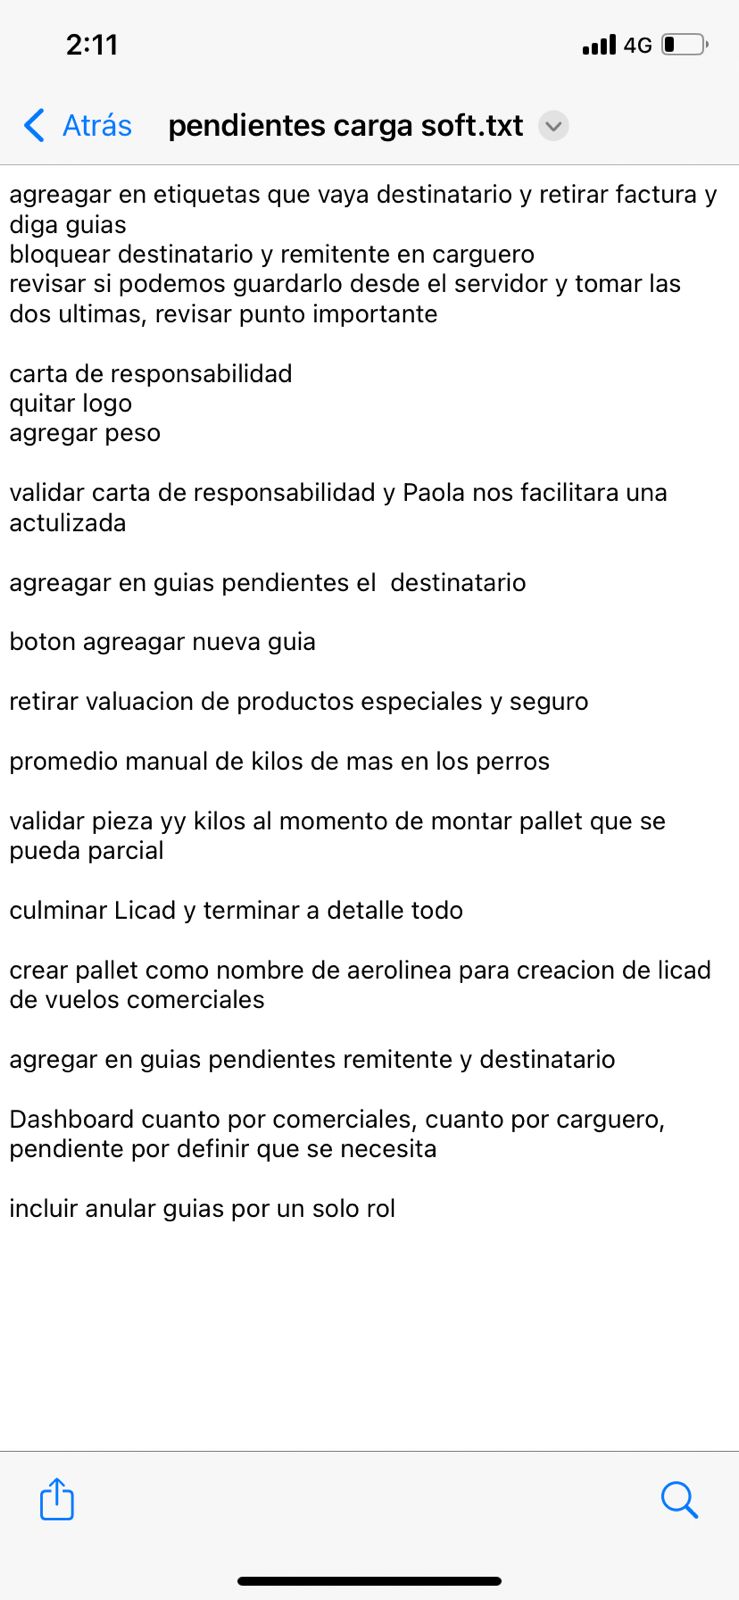 2:11
4G
Atrás
pendientes carga soft.txt
agreagar en etiquetas que vaya destinatario y retirar factura y
diga guias
bloquear destinatario y remitente en carguero
revisar si podemos guardarlo desde el servidor y tomar las
dos ultimas, revisar punto importante
carta de responsabilidad
quitar logo
agregar peso
validar carta de responsabilidad y Paola nos facilitara una
actulizada
agreagar en guias pendientes el  destinatario
boton agreagar nueva guia
retirar valuacion de productos especiales y seguro
promedio manual de kilos de mas en los perros
validar pieza yy kilos al momento de montar pallet que se
pueda parcial
culminar Licad y terminar a detalle todo
crear pallet como nombre de aerolinea para creacion de licad
de vuelos comerciales
agregar en guias pendientes remitente y destinatario
Dashboard cuanto por comerciales, cuanto por carguero,
pendiente por definir que se necesita
incluir anular guias por un solo rol